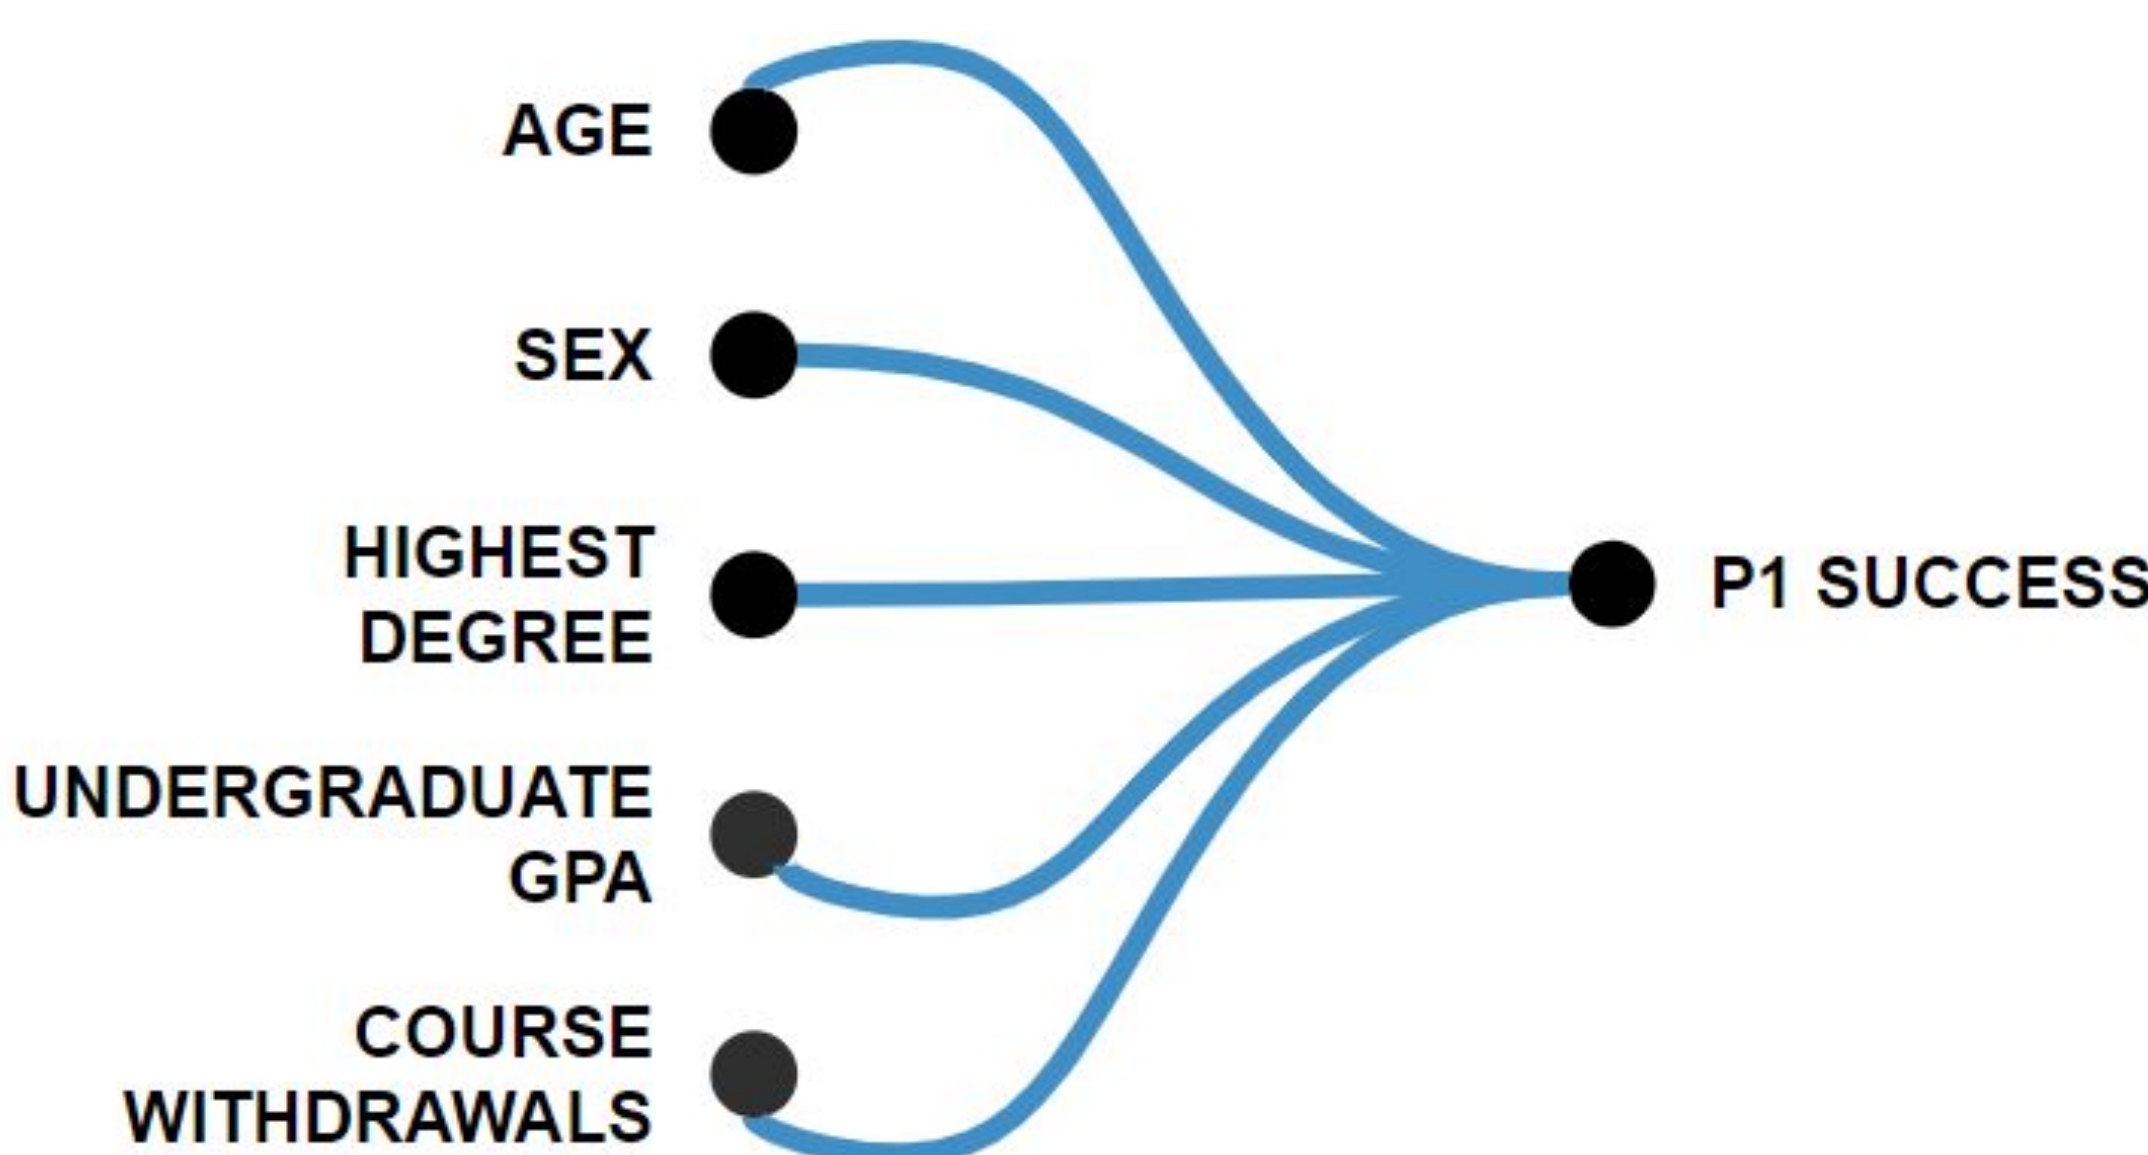 AGE
SEX
HIGHEST
DEGREE
P1 SUCCESS
UNDERGRADUATE
GPA
COURSE
WITHDRAWALS